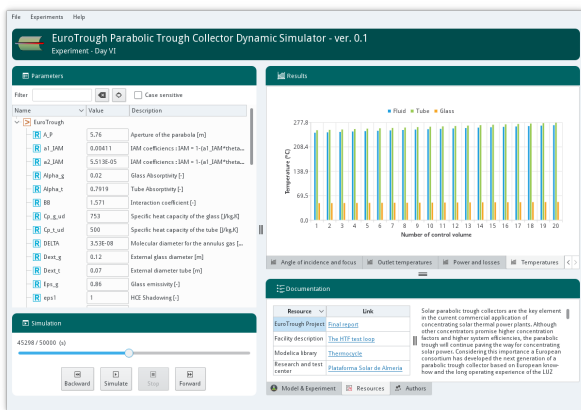 File Experiments Help
EuroTrough Parabolic Trough Collector Dynamic Simulator - ver. 0.1
Experiment - Day VI
Parameters
Filter Case sensitive
Name Value Description
EuroTrough
A_P 5,76 Aperture of the parabola [m]
a1_IAM 0.00411 IAM coefficiencs : IAM = 1-(a1_IAM*theta...
a2_IAM 5,513E-05 IAM coefficiencs : IAM = 1-(a1_IAM*theta...
Alpha_g 0.02 Glass Absorptivity [-]
Alpha_t 0.7919 Tube Absorptivity [-]
BB 1,571 Interaction coefficient [-]
Cp_g_ud 753 Specific heat capacity of the glass [J/kg.K]
Cp_t_ud 500 Specific heat capacity of the tube [J/kg.K]
DELTA 3.53E-08 Molecular diameter for the annulus gas [...
Dext_g 0.12 External glass diameter [m]
Dext_t 0.07 External diameter tube [m]
Eps_g 0.86 Glass emissivity [-]
eps1 1 HCE Shadowing [-]
Simulation
45298 / 50000 (s)
Backward Simulate Stop Forward
Results
Fluid Tube Glass
Temperature (°C)
277,8
208,4
138,9
69,5
0.0
1 2 3 4 5 6 7 8 9 10 11 12 13 14 15 16 17 18 19 20
Number of control volume
Angle of incidence and focus Outlet temperatures Power and losses Temperatures
Documentation
Resource Link
EuroTrough Project Final report
Facility description The HTF test loop
Modelica library Thermocycle
Research and test center Plataforma Solar de Almeria
Solar parabolic trough collectors are the key element
in the current commercial application of
concentrating solar thermal power plants. Although
other concentrators promise higher concentration
factors and higher system efficiencies, the parabolic
trough will continue paving the way for concentrating
solar power. Considering this importance a European
consortium has developed the next generation of a
parabolic trough collector based on European know-
how and the long operating experience of the LUZ
Model & Experiment Resources Authors